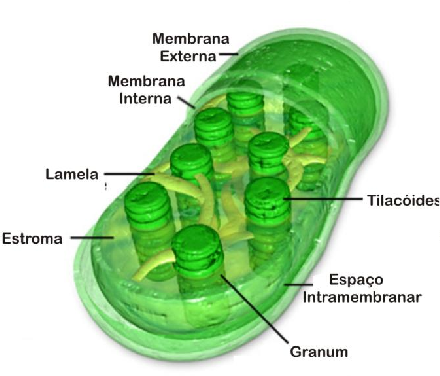 Membrana
Externa
Membrana
Interna
Lamela
Tilacóides
Estroma
Espaço
Intramembranar
Granum